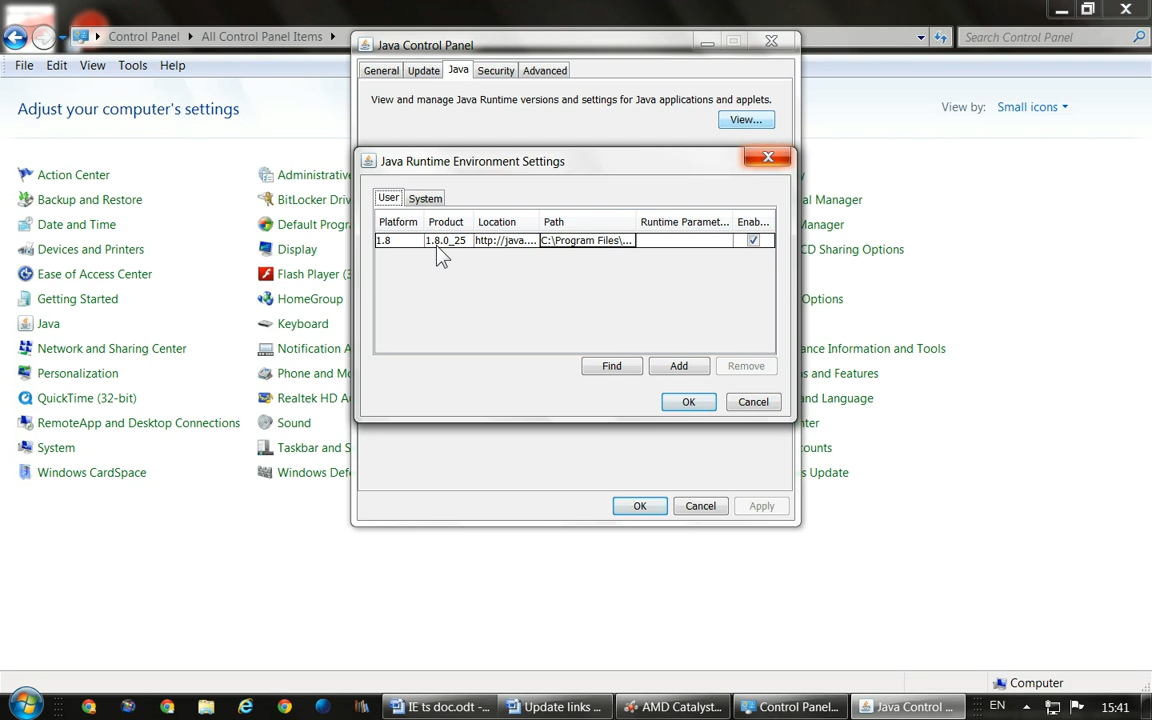 Control Panel
All Control Panel Items
Search Control Panel
File Edit View Tools Help
Adjust your computer's settings
View by: Small icons
Action Center
Backup and Restore
Date and Time
Devices and Printers
Ease of Access Center
Getting Started
Java
Network and Sharing Center
Personalization
QuickTime (32-bit)
RemoteApp and Desktop Connections
System
Windows CardSpace
Administrative
BitLocker Driv
Default Progr
Display
Flash Player (3
HomeGroup
Keyboard
Notification A
Phone and Mo
Realtek HD Au
Sound
Taskbar and S
Windows Defe
al Manager
Manager
CD Sharing Options
Options
ance Information and Tools
s and Features
and Language
nter
counts
s Update
Java Control Panel
General Update Java Security Advanced
View and manage Java Runtime versions and settings for Java applications and applets.
View...
Java Runtime Environment Settings
User System
Platform Product Location Path Runtime Paramet... Enab...
1.8 1.8.0_25 http://java.... C:\Program Files\...
Find Add Remove
OK Cancel
OK Cancel Apply
Computer
IE ts doc.odt -... Update links ... AMD Catalyst... Control Panel... Java Control ... EN 15:41